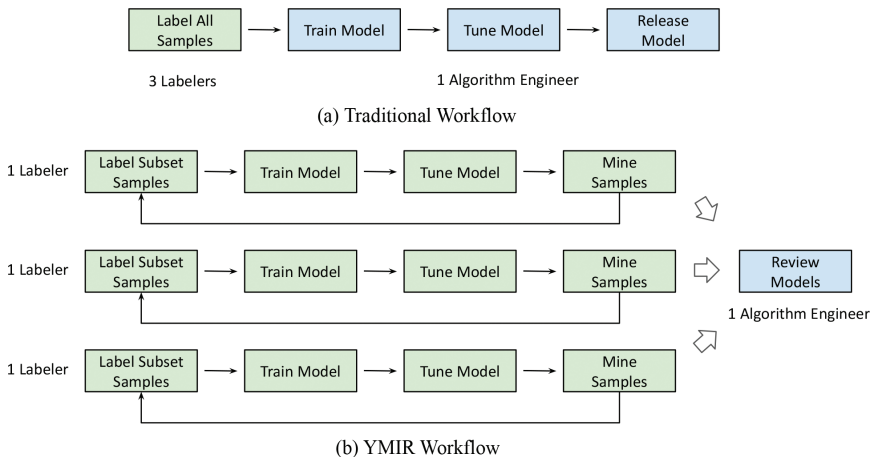 Label All
Samples
Train Model
Tune Model
Release
Model
3 Labelers
1 Algorithm Engineer
(a) Traditional Workflow
1 Labeler
Label Subset
Samples
Train Model
Tune Model
Mine
Samples
1 Labeler
Label Subset
Samples
Train Model
Tune Model
Mine
Samples
Review
Models
1 Algorithm Engineer
1 Labeler
Label Subset
Samples
Train Model
Tune Model
Mine
Samples
(b) YMIR Workflow